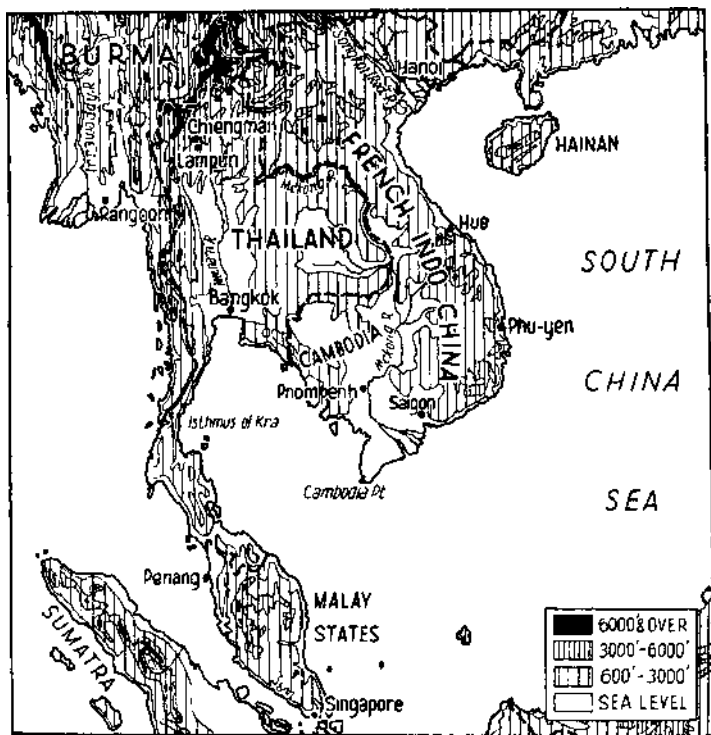 BURMA
Hanoi
Chiengmai
Lampun
HAINAN
Rangoon
Mekong R.
FRENCH INDO CHINA
Hue
THAILAND
SOUTH
Bangkok
CAMBODIA
Mekong R.
Phu-yen
CHINA
Pnompenh
Saigon
Isthmus of Kra
Cambodia Pt
SEA
Penang
MALAY
STATES
SUMATRA
Singapore
6000'& OVER
3000'-6000'
600'-3000'
SEA LEVEL